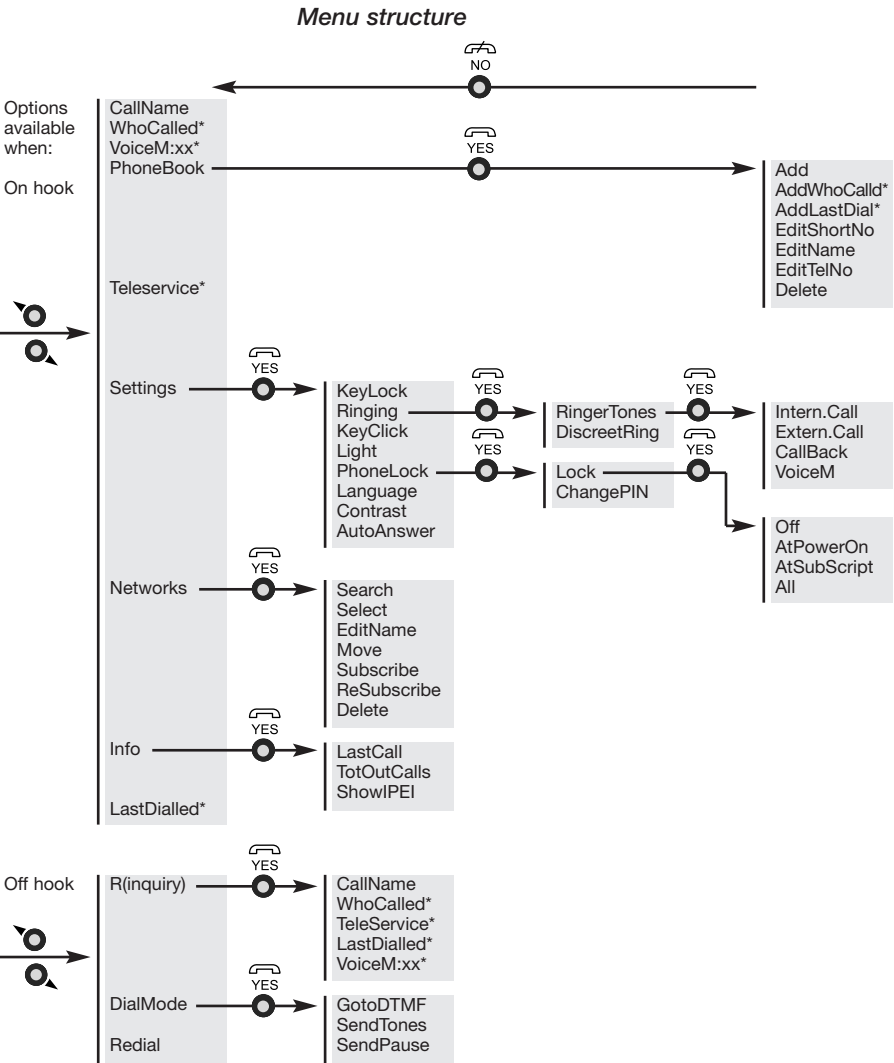 Menu structure
NO
Options
available
when:
On hook
CallName
WhoCalled*
VoiceM:xx*
PhoneBook
YES
Add
AddWhoCalld*
AddLastDial*
EditShortNo
EditName
EditTelNo
Delete
Teleservice*
Settings
YES
KeyLock
Ringing
KeyClick
Light
PhoneLock
Language
Contrast
AutoAnswer
YES
RingerTones
DiscreetRing
YES
Intern.Call
Extern.Call
CallBack
VoiceM
YES
Lock
ChangePIN
YES
Off
AtPowerOn
AtSubScript
All
Networks
YES
Search
Select
EditName
Move
Subscribe
ReSubscribe
Delete
Info
YES
LastCall
TotOutCalls
ShowIPEI
LastDialled*
Off hook
R(inquiry)
YES
CallName
WhoCalled*
TeleService*
LastDialled*
VoiceM:xx*
DialMode
YES
GotoDTMF
SendTones
SendPause
Redial